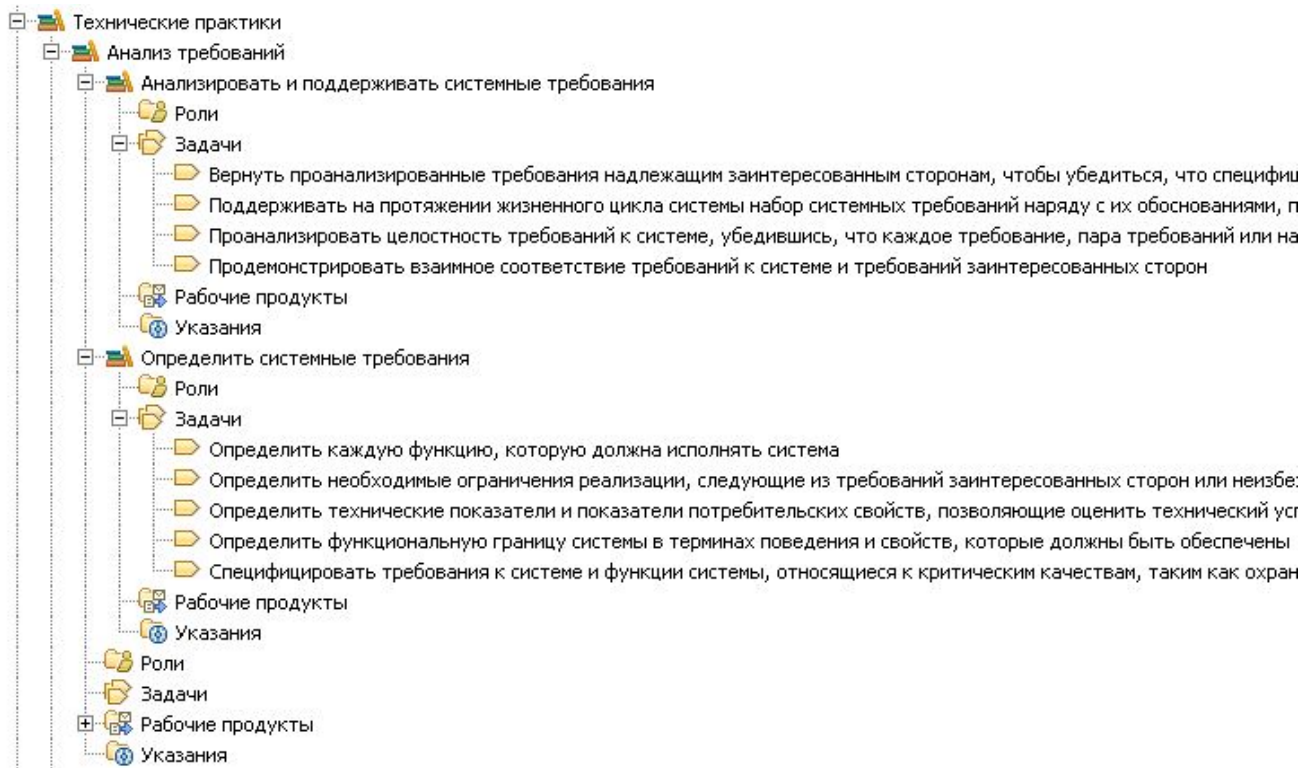 Технические практики
Анализ требований
Анализировать и поддерживать системные требования
Роли
Задачи
Вернуть проанализированные требования надлежащим заинтересованным сторонам, чтобы убедиться, что
Поддерживать на протяжении жизненного цикла системы набор системных требований наряду с их обоснованиями,
Проанализировать целостность требований к системе, убедившись, что каждое требование, пара требований или
Продемонстрировать взаимное соответствие требований к системе и требований заинтересованных сторон
Рабочие продукты
Указания
Определить системные требования
Роли
Задачи
Определить каждую функцию, которую должна исполнять система
Определить необходимые ограничения реализации, следующие из требований заинтересованных сторон или
Определить технические показатели и показатели потребительских свойств, позволяющие оценить технический
Определить функциональную границу системы в терминах поведения и свойств, которые должны быть обеспечены
Специфицировать требования к системе и функции системы, относящиеся к критическим качествам, таким как
Рабочие продукты
Указания
Роли
Задачи
Рабочие продукты
Указания